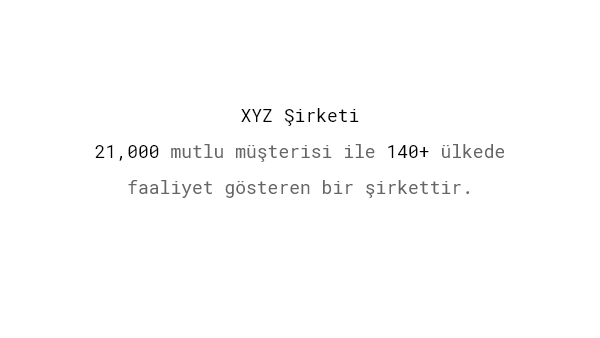 XYZ Şirketi
21,000 mutlu müşterisi ile 140+ ülkede
faaliyet gösteren bir şirkettir.